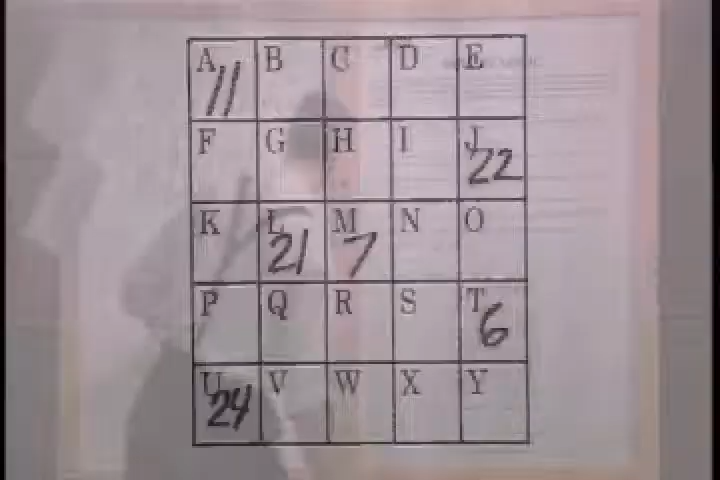 A B C D E
11
F G H I J
22
K L M N O
21 7
P Q R S T
6
U V W X Y
24